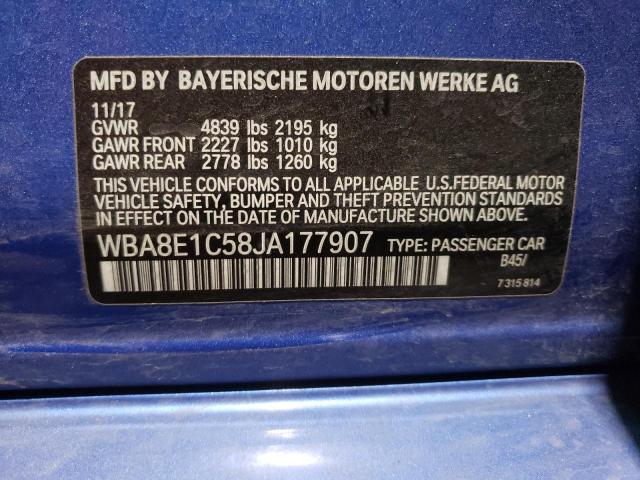 MFD BY BAYERISCHE MOTOREN WERKE AG
11/17
GVWR 4839 lbs 2195 kg
GAWR FRONT 2227 lbs 1010 kg
GAWR REAR 2778 lbs 1260 kg
THIS VEHICLE CONFORMS TO ALL APPLICABLE U.S.FEDERAL MOTOR
VEHICLE SAFETY, BUMPER AND THEFT PREVENTION STANDARDS
IN EFFECT ON THE DATE OF MANUFACTURE SHOWN ABOVE.
WBA8E1C58JA177907 TYPE: PASSENGER CAR
B45/
7315814